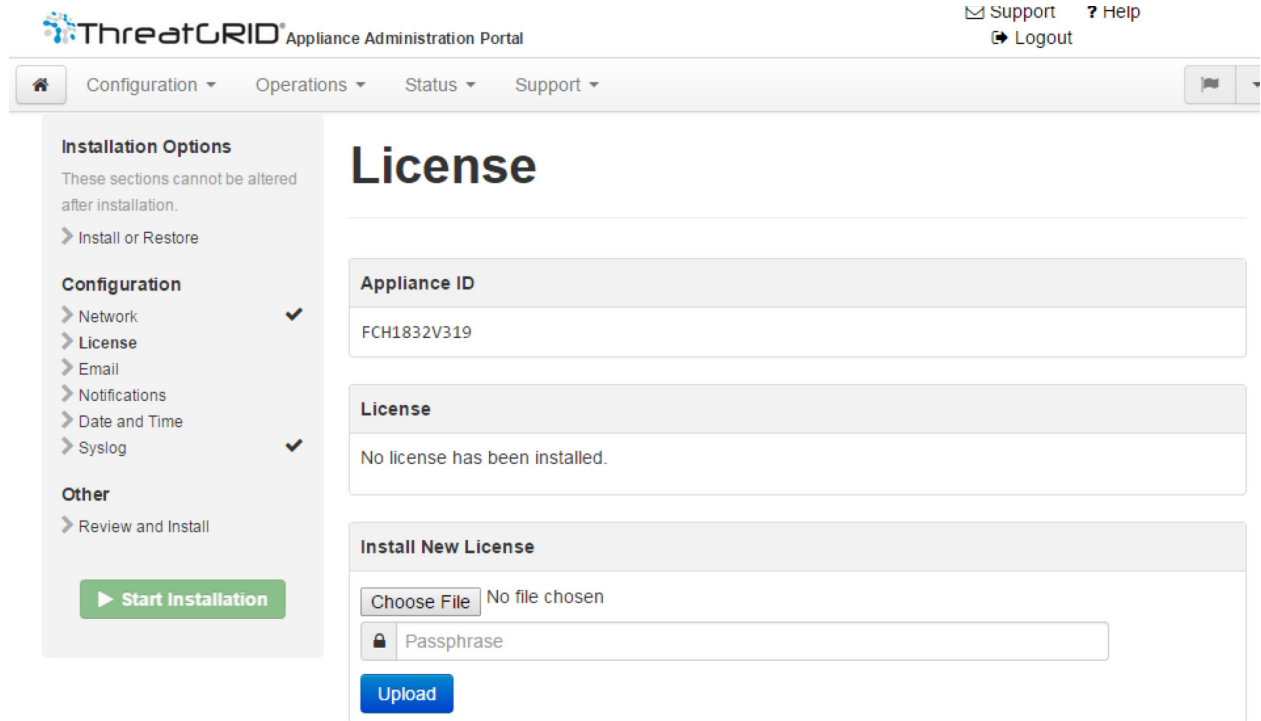 ThreatGRID® Appliance Administration Portal
Support ? Help
Logout
Configuration Operations Status Support
Installation Options
These sections cannot be altered
after installation.
Install or Restore
Configuration
Network
License
Email
Notifications
Date and Time
Syslog
Other
Review and Install
Start Installation
License
Appliance ID
FCH1832V319
License
No license has been installed.
Install New License
Choose File No file chosen
Passphrase
Upload